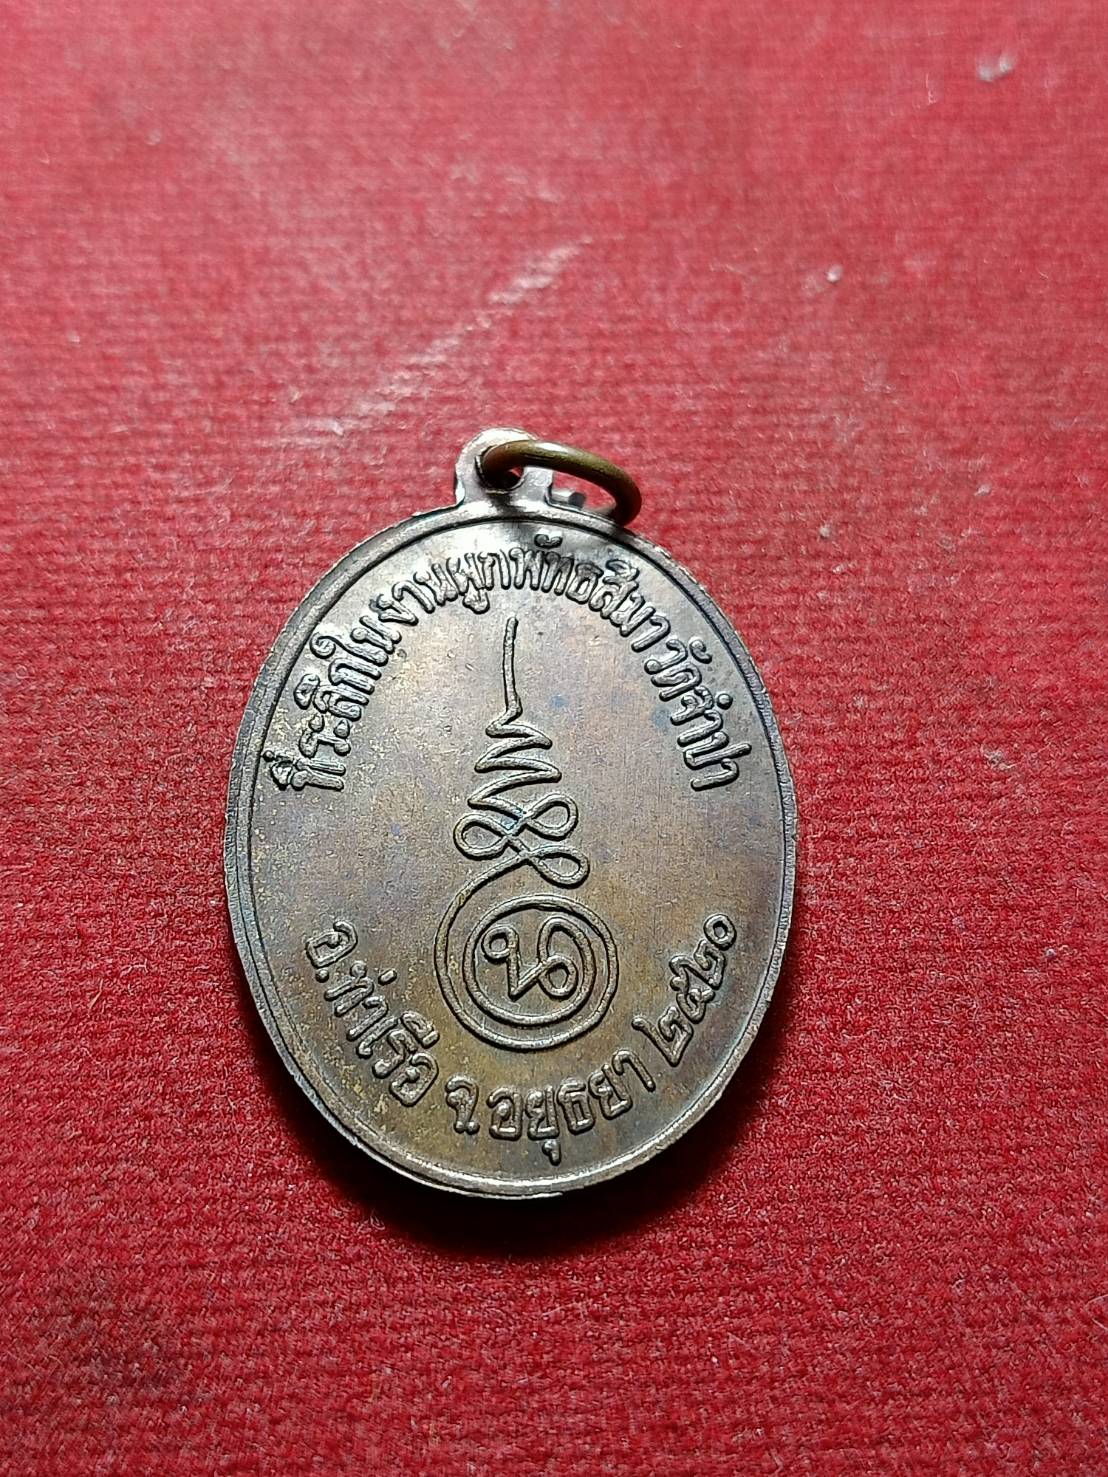 ที่ระลึกในงานผูกพัทธสีมาวัดจำปา
น
อ.ท่าเรือ จ.อยุธยา ๒๕๒๐